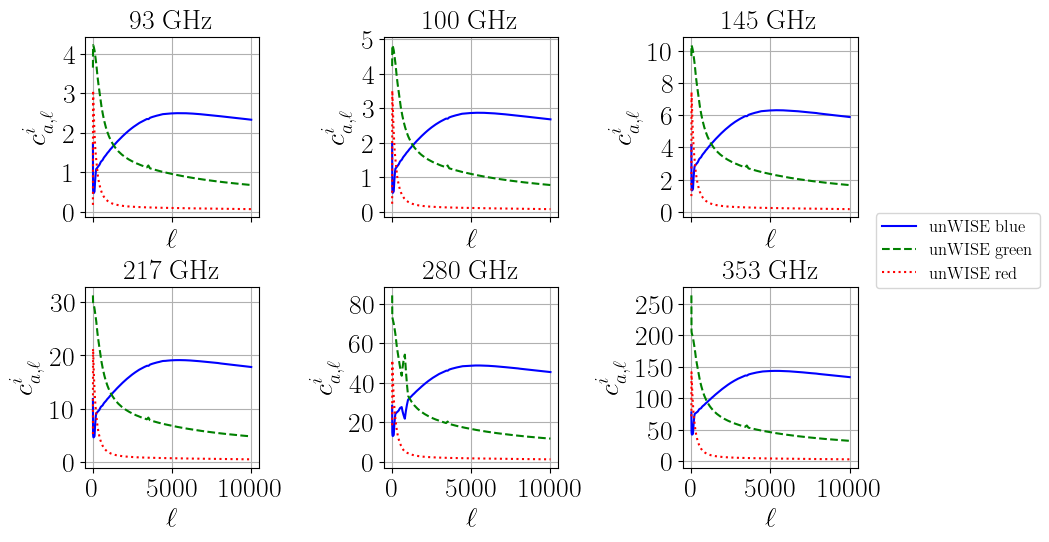 93 GHz
100 GHz
145 GHz
4
3
2
1
0
5
4
3
2
1
0
10
8
6
4
2
0
c^i_{a,ℓ}
c^i_{a,ℓ}
c^i_{a,ℓ}
ℓ
ℓ
ℓ
unWISE blue
unWISE green
unWISE red
217 GHz
280 GHz
353 GHz
30
20
10
0
80
60
40
20
0
250
200
150
100
50
0
c^i_{a,ℓ}
c^i_{a,ℓ}
c^i_{a,ℓ}
0 5000 10000
0 5000 10000
0 5000 10000
ℓ
ℓ
ℓ